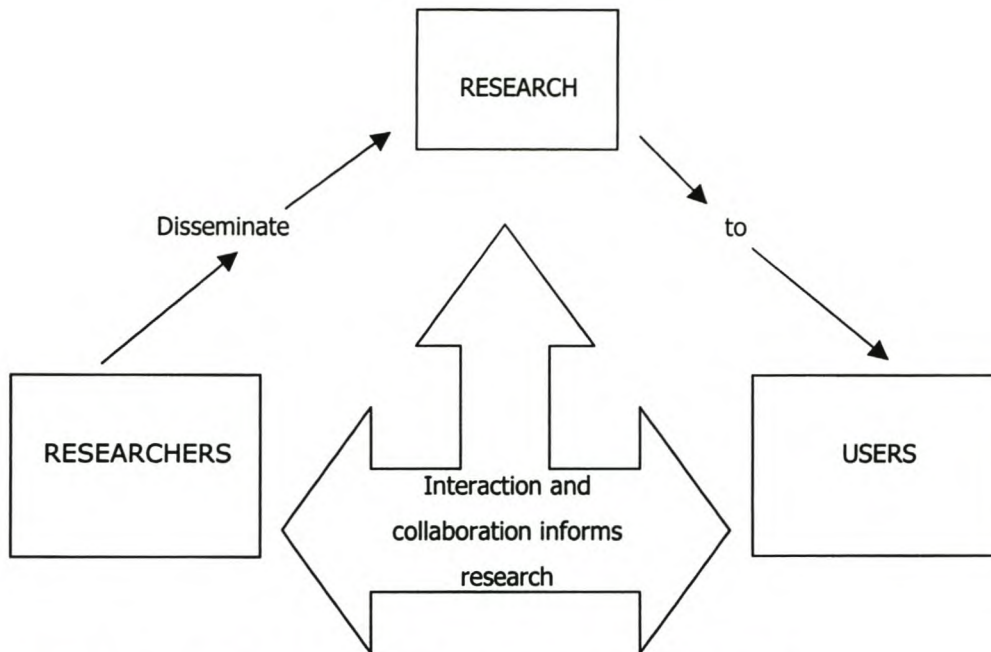 RESEARCH
Disseminate
to
RESEARCHERS
USERS
Interaction and
collaboration informs
research